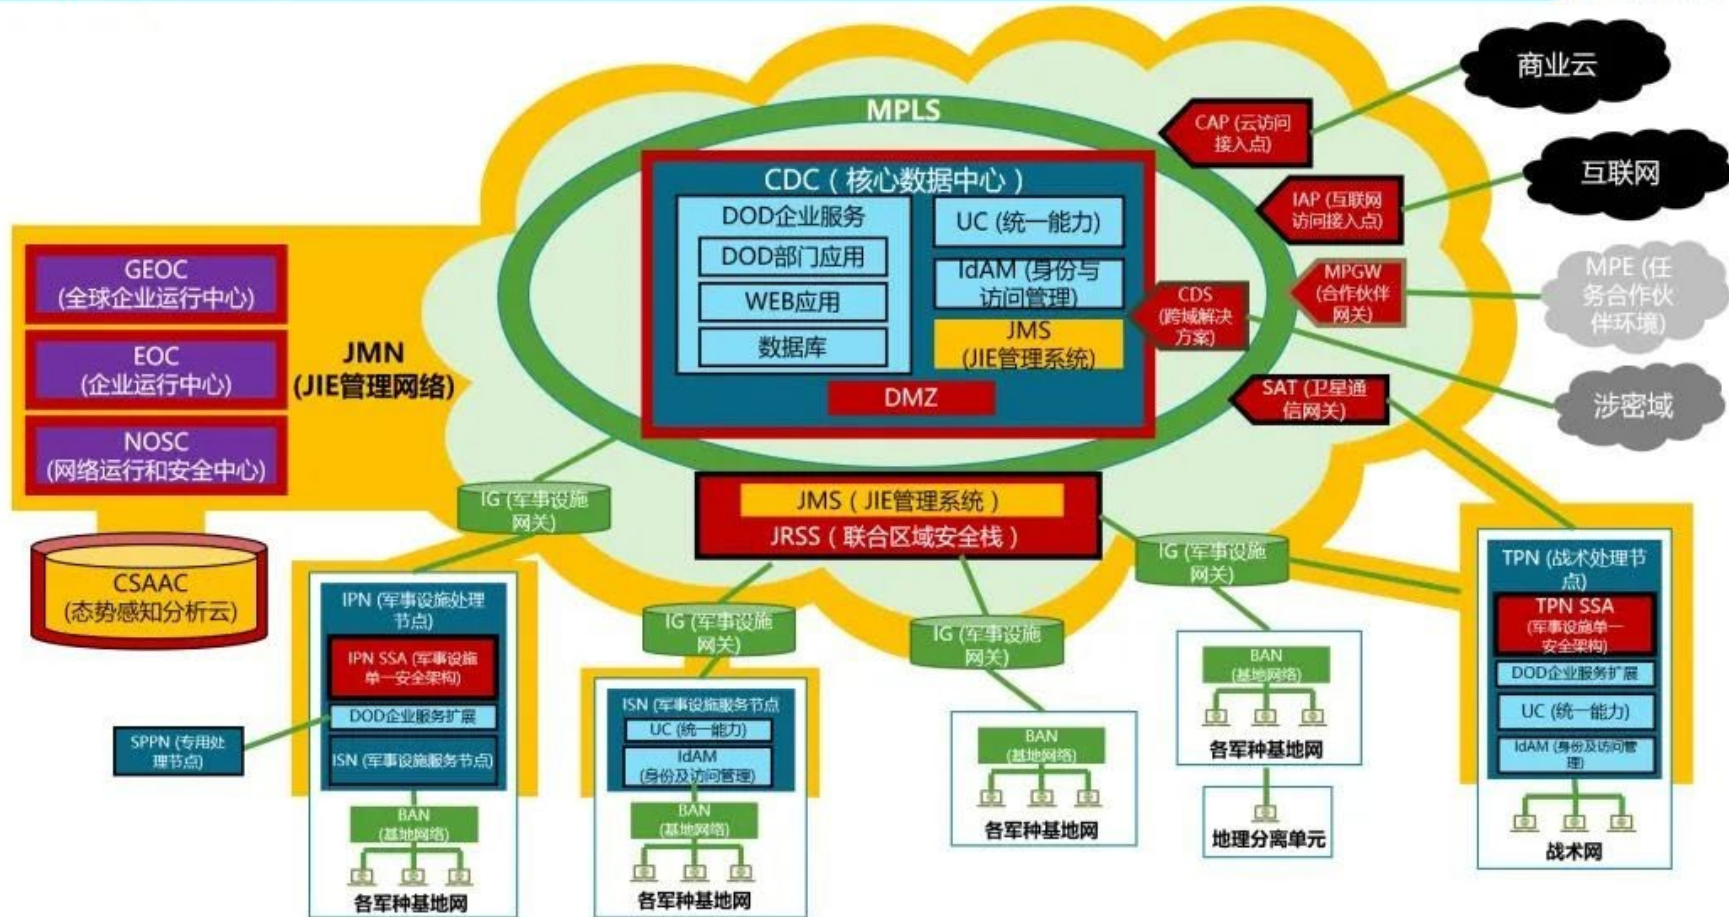 MPLS
CDC（核心数据中心）
DOD企业服务
DOD部门应用
WEB应用
数据库
UC (统一能力)
IdAM (身份与
访问管理)
JMS
(JIE管理系统)
DMZ
CAP (云访问
接入点)
IAP (互联网
访问接入点)
MPGW
(合作伙伴
网关)
CDS
(跨域解决
方案)
SAT (卫星通
信网关)
商业云
互联网
MPE (任
务合作伙
伴环境)
涉密域
GEOC
(全球企业运行中心)
EOC
(企业运行中心)
NOSC
(网络运行和安全中心)
JMN
(JIE管理网络)
CSAAC
(态势感知分析云)
JMS（JIE管理系统）
JRSS（联合区域安全栈）
IG (军事设施
网关)
IG (军事设施
网关)
IG (军事设施
网关)
IG (军事设施
网关)
IPN (军事设施处理
节点)
IPN SSA (军事设施
单一安全架构)
DOD企业服务扩展
ISN (军事设施服务节点)
SPPN (专用处
理节点)
BAN
(基地网络)
各军种基地网
ISN (军事设施服务节点
UC (统一能力)
IdAM
(身份及访问管理)
BAN
(基地网络)
各军种基地网
BAN
(基地网络)
各军种基地网
BAN
(基地网络)
各军种基地网
地理分离单元
TPN (战术处理节
点)
TPN SSA
(军事设施单一
安全架构)
DOD企业服务扩展
UC (统一能力)
IdAM (身份及访问管
理)
战术网